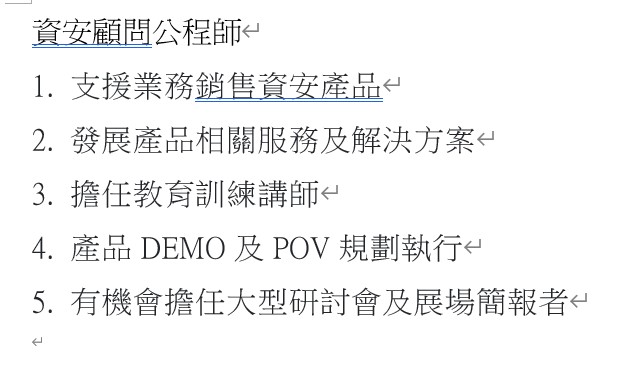 資安顧問公程師
1. 支援業務銷售資安產品
2. 發展產品相關服務及解決方案
3. 擔任教育訓練講師
4. 產品 DEMO 及 POV 規劃執行
5. 有機會擔任大型研討會及展場簡報者